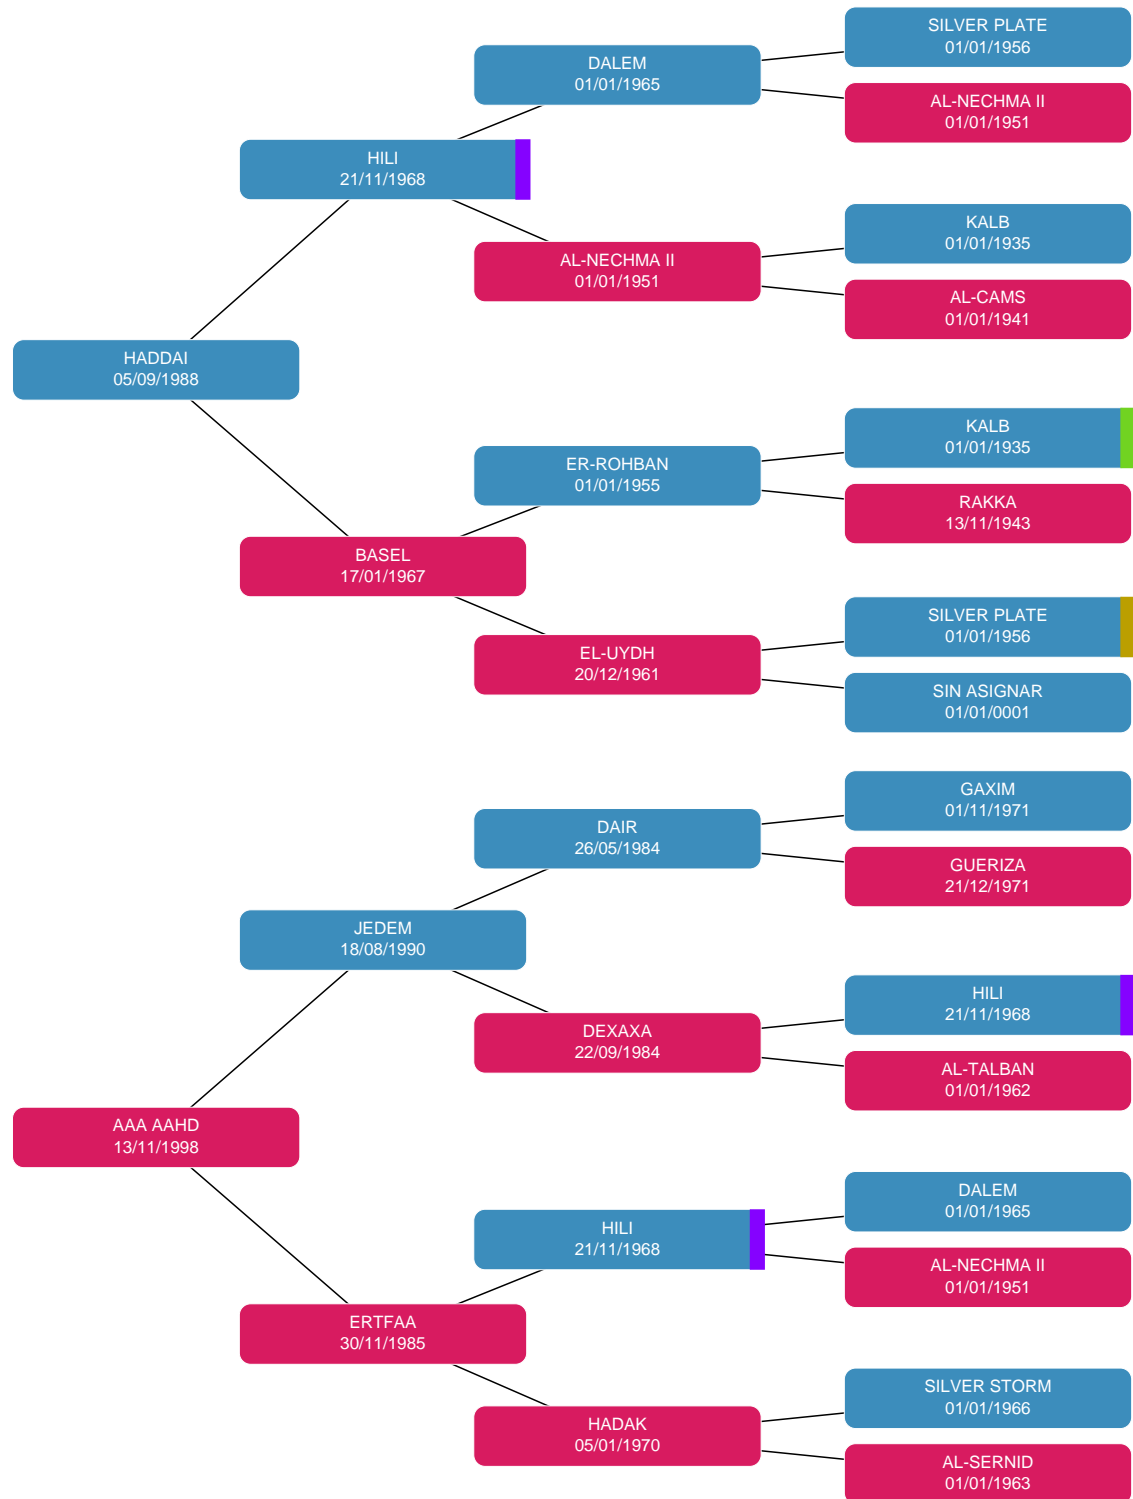 SILVER PLATE
01/01/1956
DALEM
01/01/1965
AL-NECHMA II
01/01/1951
HILI
21/11/1968
KALB
01/01/1935
AL-NECHMA II
01/01/1951
AL-CAMS
01/01/1941
HADDAI
05/09/1988
KALB
01/01/1935
ER-ROHBAN
01/01/1955
RAKKA
13/11/1943
BASEL
17/01/1967
SILVER PLATE
01/01/1956
EL-UYDH
20/12/1961
SIN ASIGNAR
01/01/0001
GAXIM
01/11/1971
DAIR
26/05/1984
GUERIZA
21/12/1971
JEDEM
18/08/1990
HILI
21/11/1968
DEXAXA
22/09/1984
AL-TALBAN
01/01/1962
AAA AAHD
13/11/1998
DALEM
01/01/1965
HILI
21/11/1968
AL-NECHMA II
01/01/1951
ERTFAA
30/11/1985
SILVER STORM
01/01/1966
HADAK
05/01/1970
AL-SERNID
01/01/1963